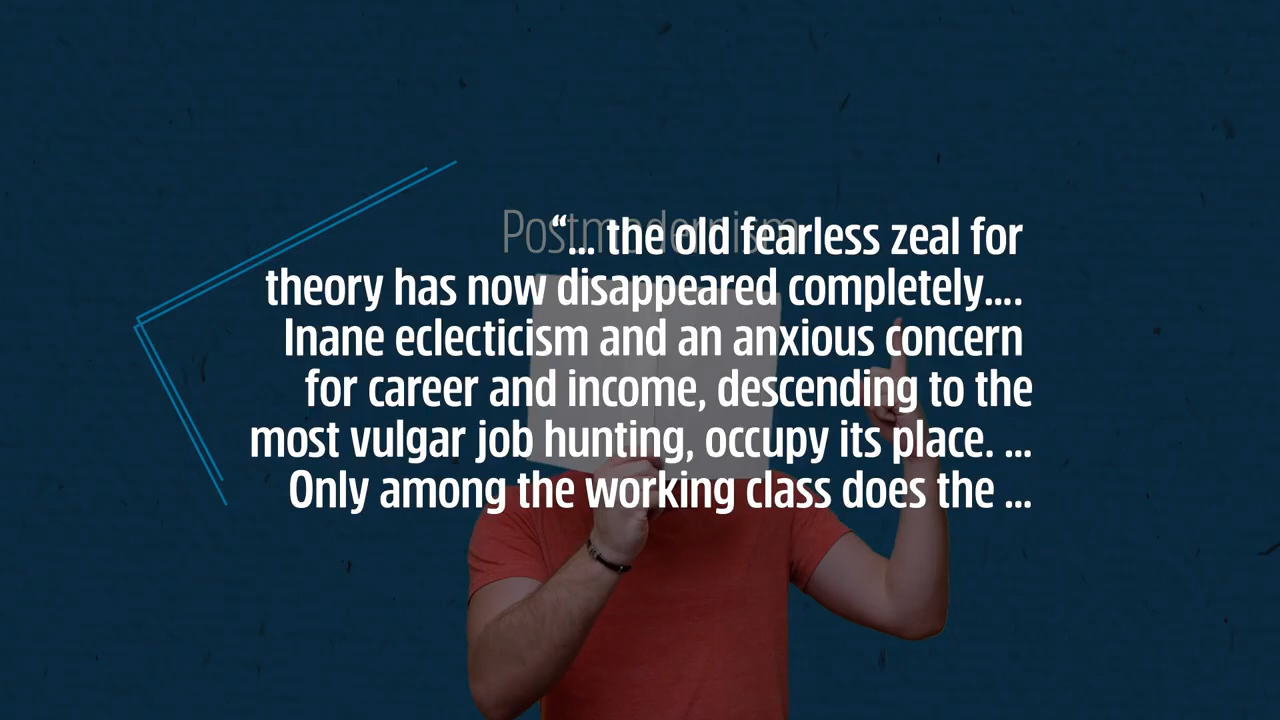 Postmodernism
“... the old fearless zeal for
theory has now disappeared completely....
Inane eclecticism and an anxious concern
for career and income, descending to the
most vulgar job hunting, occupy its place. ...
Only among the working class does the ...